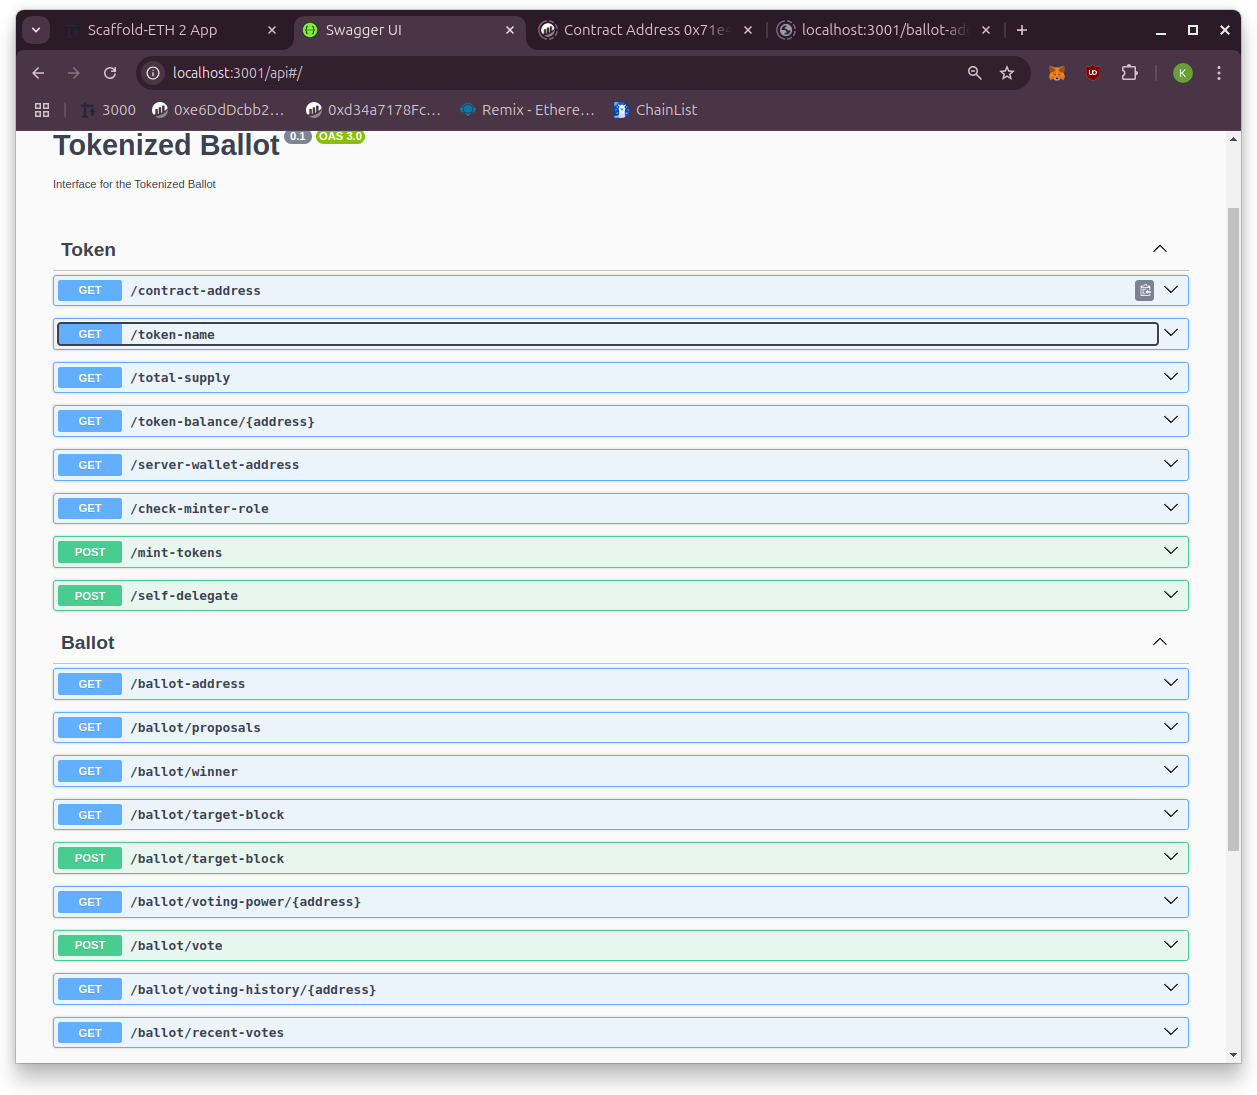 Scaffold-ETH 2 App
Swagger UI
Contract Address 0x71e4
localhost:3001/ballot-ad
localhost:3001/api#/
K
3000
0xe6DdDcbb2…
0xd34a7178Fc…
Remix - Ethere…
ChainList
Tokenized Ballot 0.1 OAS 3.0
Interface for the Tokenized Ballot
Token
GET /contract-address
GET /token-name
GET /total-supply
GET /token-balance/{address}
GET /server-wallet-address
GET /check-minter-role
POST /mint-tokens
POST /self-delegate
Ballot
GET /ballot-address
GET /ballot/proposals
GET /ballot/winner
GET /ballot/target-block
POST /ballot/target-block
GET /ballot/voting-power/{address}
POST /ballot/vote
GET /ballot/voting-history/{address}
GET /ballot/recent-votes